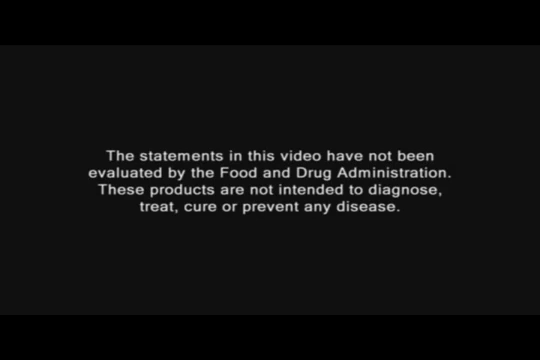 The statements in this video have not been
evaluated by the Food and Drug Administration.
These products are not intended to diagnose,
treat, cure or prevent any disease.